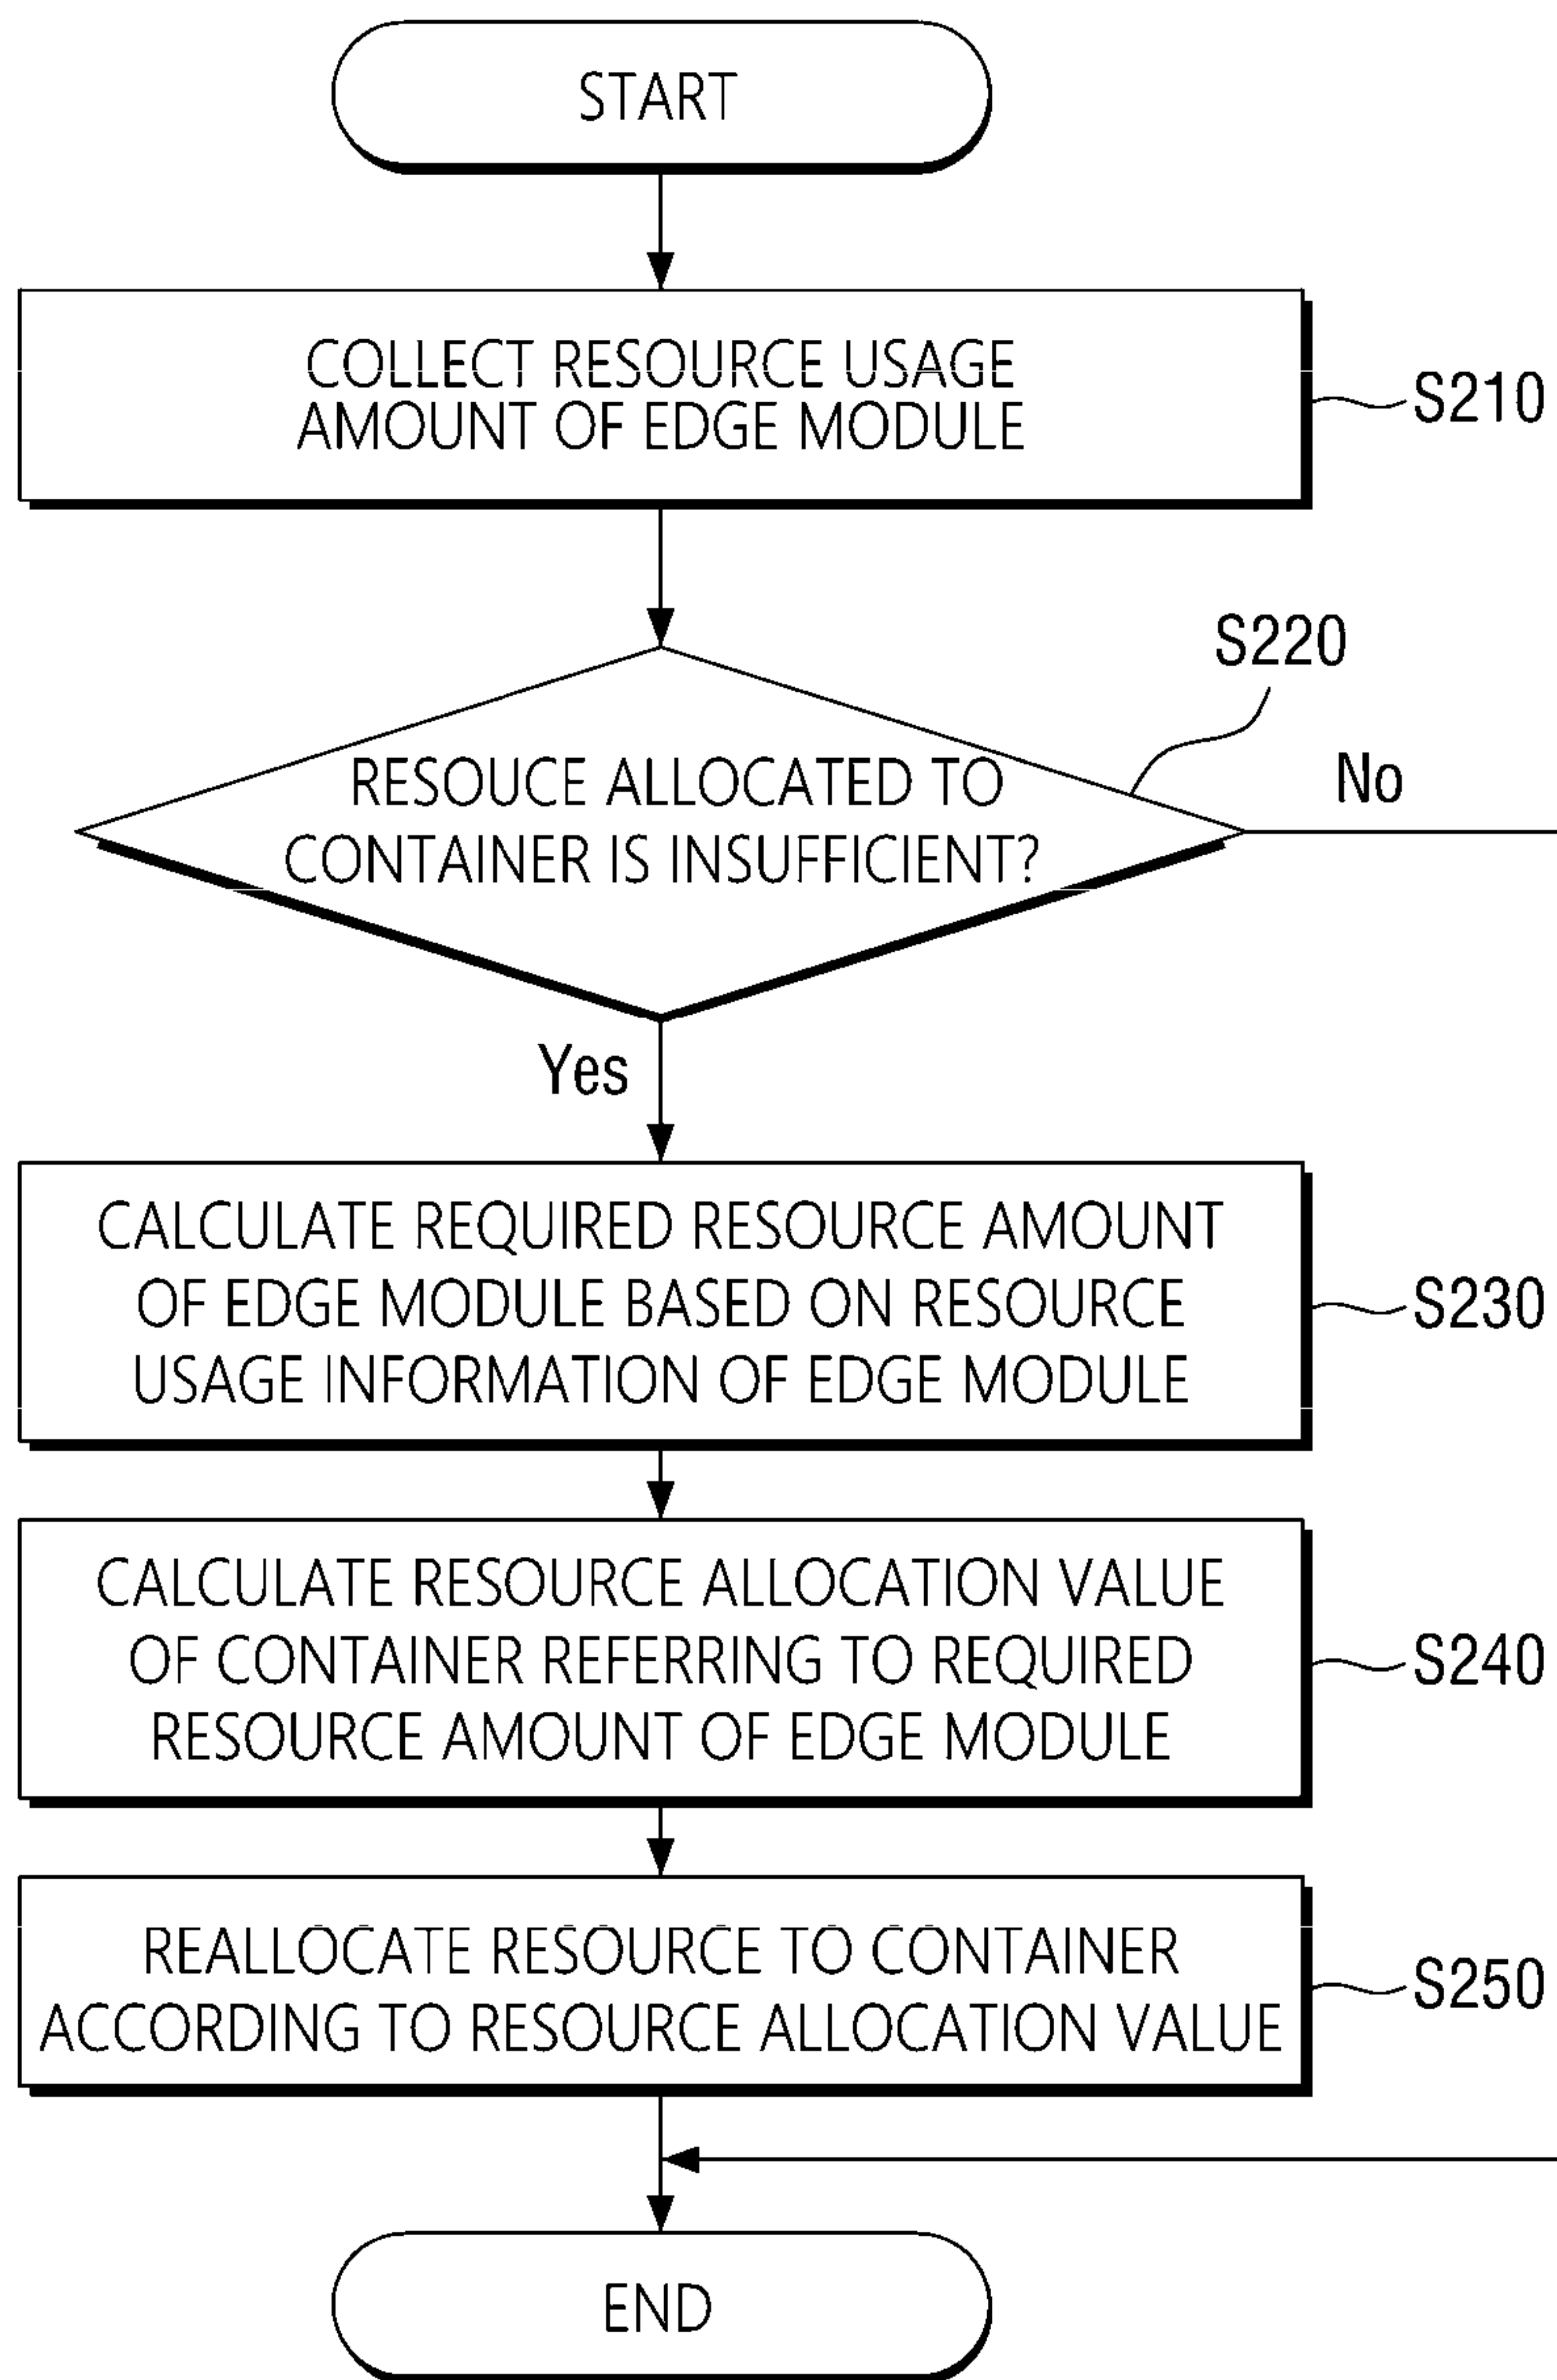 START
COLLECT RESOURCE USAGE
AMOUNT OF EDGE MODULE
S210
S220
RESOUCE ALLOCATED TO
CONTAINER IS INSUFFICIENT?
No
Yes
CALCULATE REQUIRED RESOURCE AMOUNT
OF EDGE MODULE BASED ON RESOURCE
USAGE INFORMATION OF EDGE MODULE
S230
CALCULATE RESOURCE ALLOCATION VALUE
OF CONTAINER REFERRING TO REQUIRED
RESOURCE AMOUNT OF EDGE MODULE
S240
REALLOCATE RESOURCE TO CONTAINER
ACCORDING TO RESOURCE ALLOCATION VALUE
S250
END